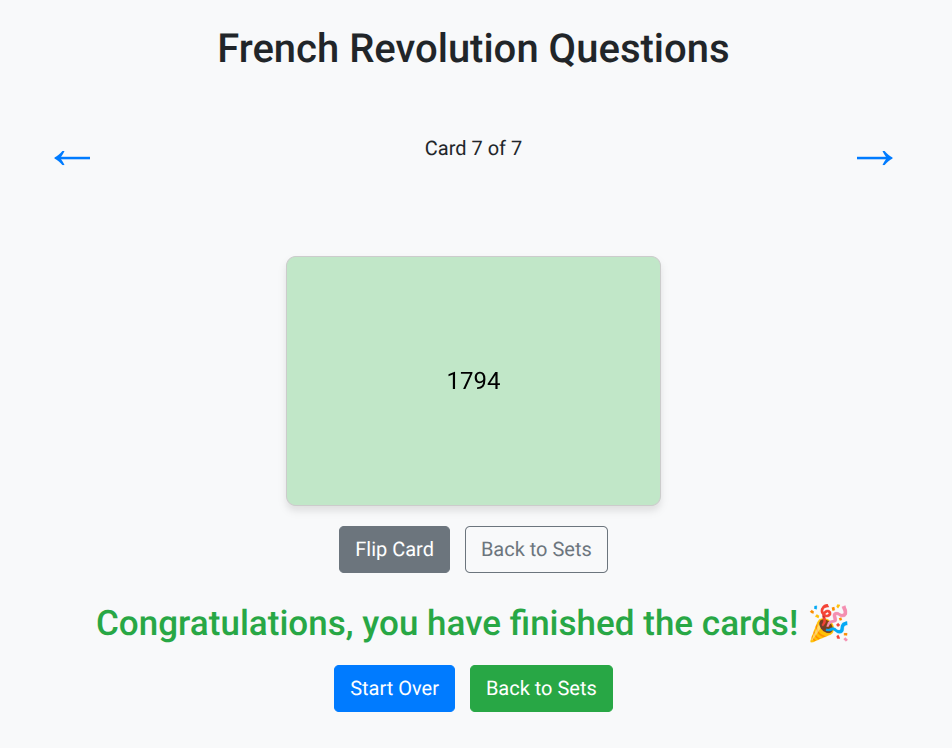 French Revolution Questions
← Card 7 of 7 →
1794
Flip Card Back to Sets
Congratulations, you have finished the cards! 🎉
Start Over Back to Sets